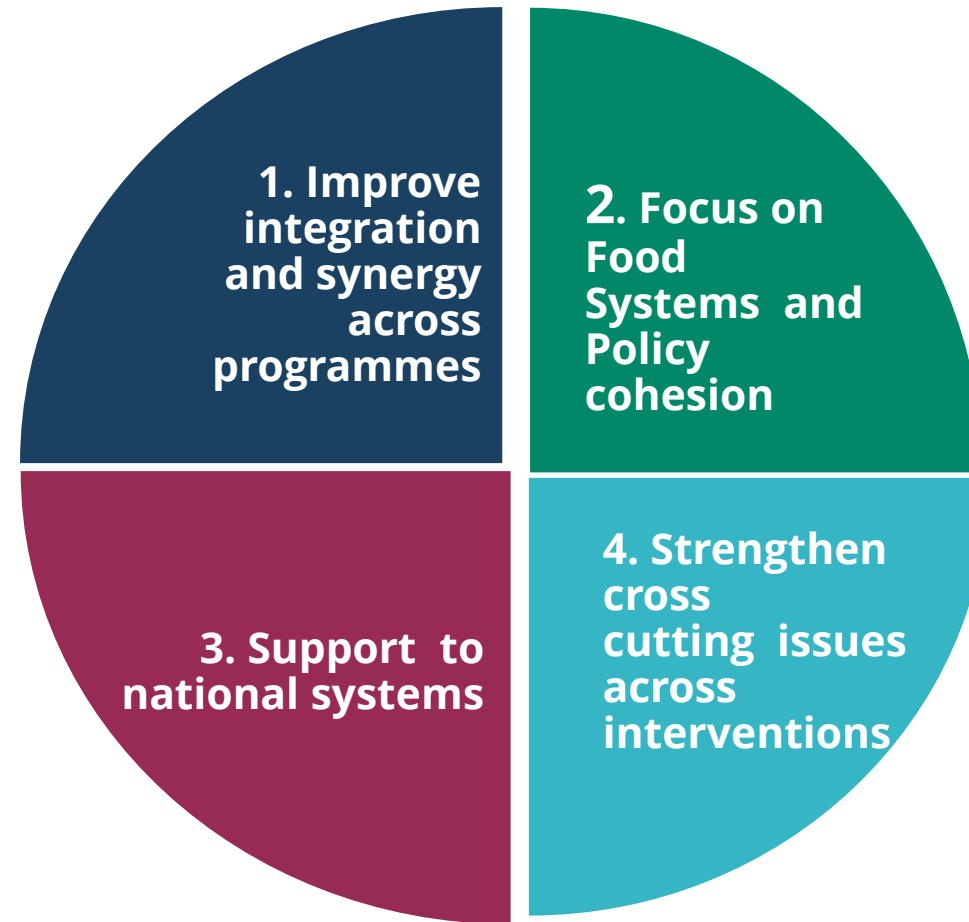 1. Improve
integration
and synergy
across
programmes
2. Focus on
Food
Systems  and
Policy
cohesion
3. Support  to
national systems
4. Strengthen
cross
cutting  issues
across
interventions